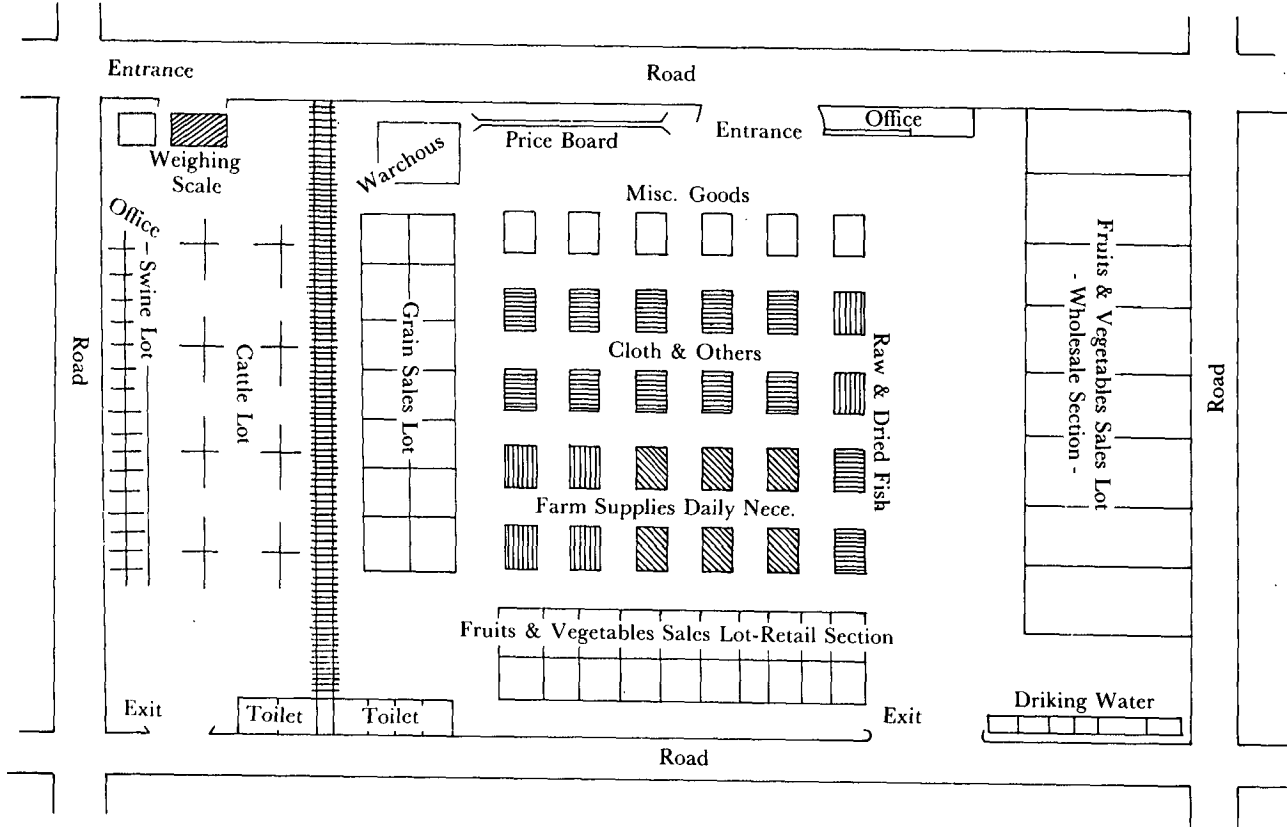 Entrance
Road
Office
Entrance
Price Board
Weighing
Scale
Warchous
Misc. Goods
Office
- Swine Lot
Cattle Lot
Grain Sales Lot
Cloth & Others
Raw & Dried Fish
Fruits & Vegetables Sales Lot
- Wholesale Section -
Road
Road
Farm Supplies Daily Nece.
Fruits & Vegetables Sales Lot-Retail Section
Exit
Toilet
Toilet
Exit
Driking Water
Road